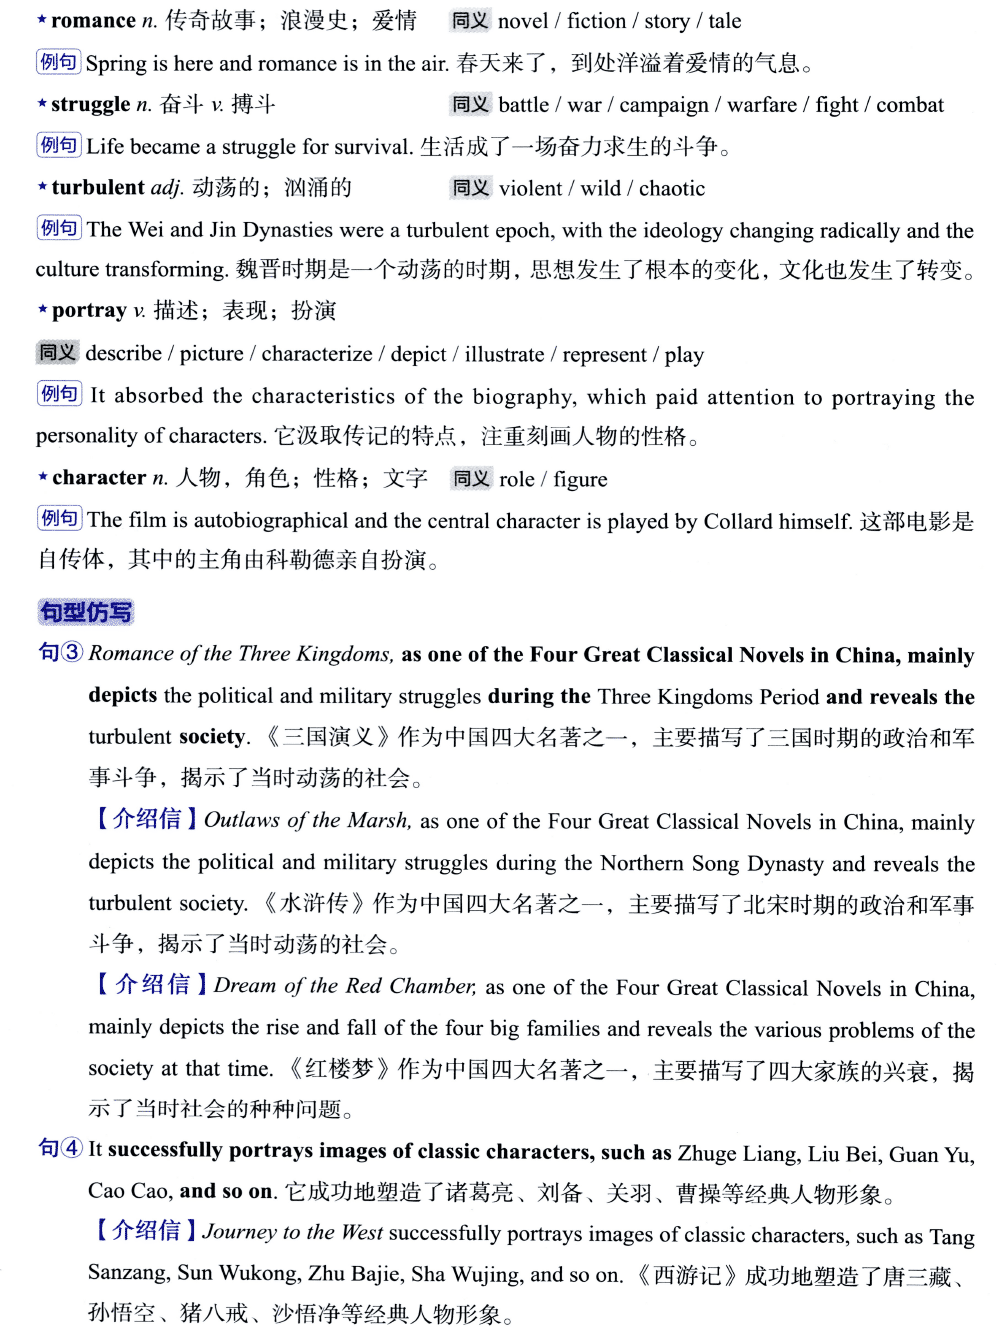 ★romance n. 传奇故事；浪漫史；爱情 同义 novel / fiction / story / tale
例句 Spring is here and romance is in the air. 春天来了，到处洋溢着爱情的气息。
★struggle n. 奋斗 v. 搏斗 同义 battle / war / campaign / warfare / fight / combat
例句 Life became a struggle for survival. 生活成了一场奋力求生的斗争。
★turbulent adj. 动荡的；汹涌的 同义 violent / wild / chaotic
例句 The Wei and Jin Dynasties were a turbulent epoch, with the ideology changing radically and the
culture transforming. 魏晋时期是一个动荡的时期，思想发生了根本的变化，文化也发生了转变。
★portray v. 描述；表现；扮演
同义 describe / picture / characterize / depict / illustrate / represent / play
例句 It absorbed the characteristics of the biography, which paid attention to portraying the
personality of characters. 它汲取传记的特点，注重刻画人物的性格。
★character n. 人物，角色；性格；文字 同义 role / figure
例句 The film is autobiographical and the central character is played by Collard himself. 这部电影是
自传体，其中的主角由科勒德亲自扮演。
句型仿写
句③ Romance of the Three Kingdoms, as one of the Four Great Classical Novels in China, mainly
depicts the political and military struggles during the Three Kingdoms Period and reveals the
turbulent society. 《三国演义》作为中国四大名著之一，主要描写了三国时期的政治和军
事斗争，揭示了当时动荡的社会。
【介绍信】Outlaws of the Marsh, as one of the Four Great Classical Novels in China, mainly
depicts the political and military struggles during the Northern Song Dynasty and reveals the
turbulent society. 《水浒传》作为中国四大名著之一，主要描写了北宋时期的政治和军事
斗争，揭示了当时动荡的社会。
【介绍信】Dream of the Red Chamber, as one of the Four Great Classical Novels in China,
mainly depicts the rise and fall of the four big families and reveals the various problems of the
society at that time. 《红楼梦》作为中国四大名著之一，主要描写了四大家族的兴衰，揭
示了当时社会的种种问题。
句④ It successfully portrays images of classic characters, such as Zhuge Liang, Liu Bei, Guan Yu,
Cao Cao, and so on. 它成功地塑造了诸葛亮、刘备、关羽、曹操等经典人物形象。
【介绍信】Journey to the West successfully portrays images of classic characters, such as Tang
Sanzang, Sun Wukong, Zhu Bajie, Sha Wujing, and so on. 《西游记》成功地塑造了唐三藏、
孙悟空、猪八戒、沙悟净等经典人物形象。